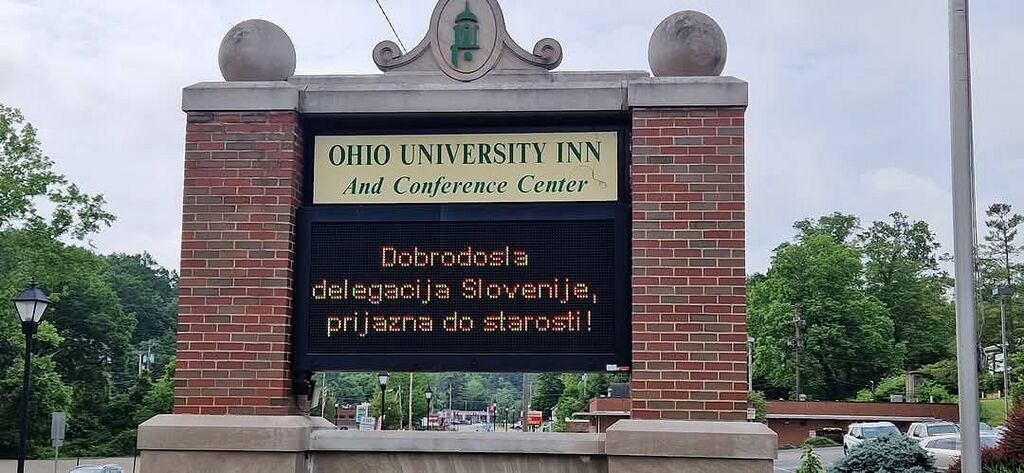 OHIO UNIVERSITY INN
And Conference Center
Dobrodosla
delegacija Slovenije,
prijazna do starosti!